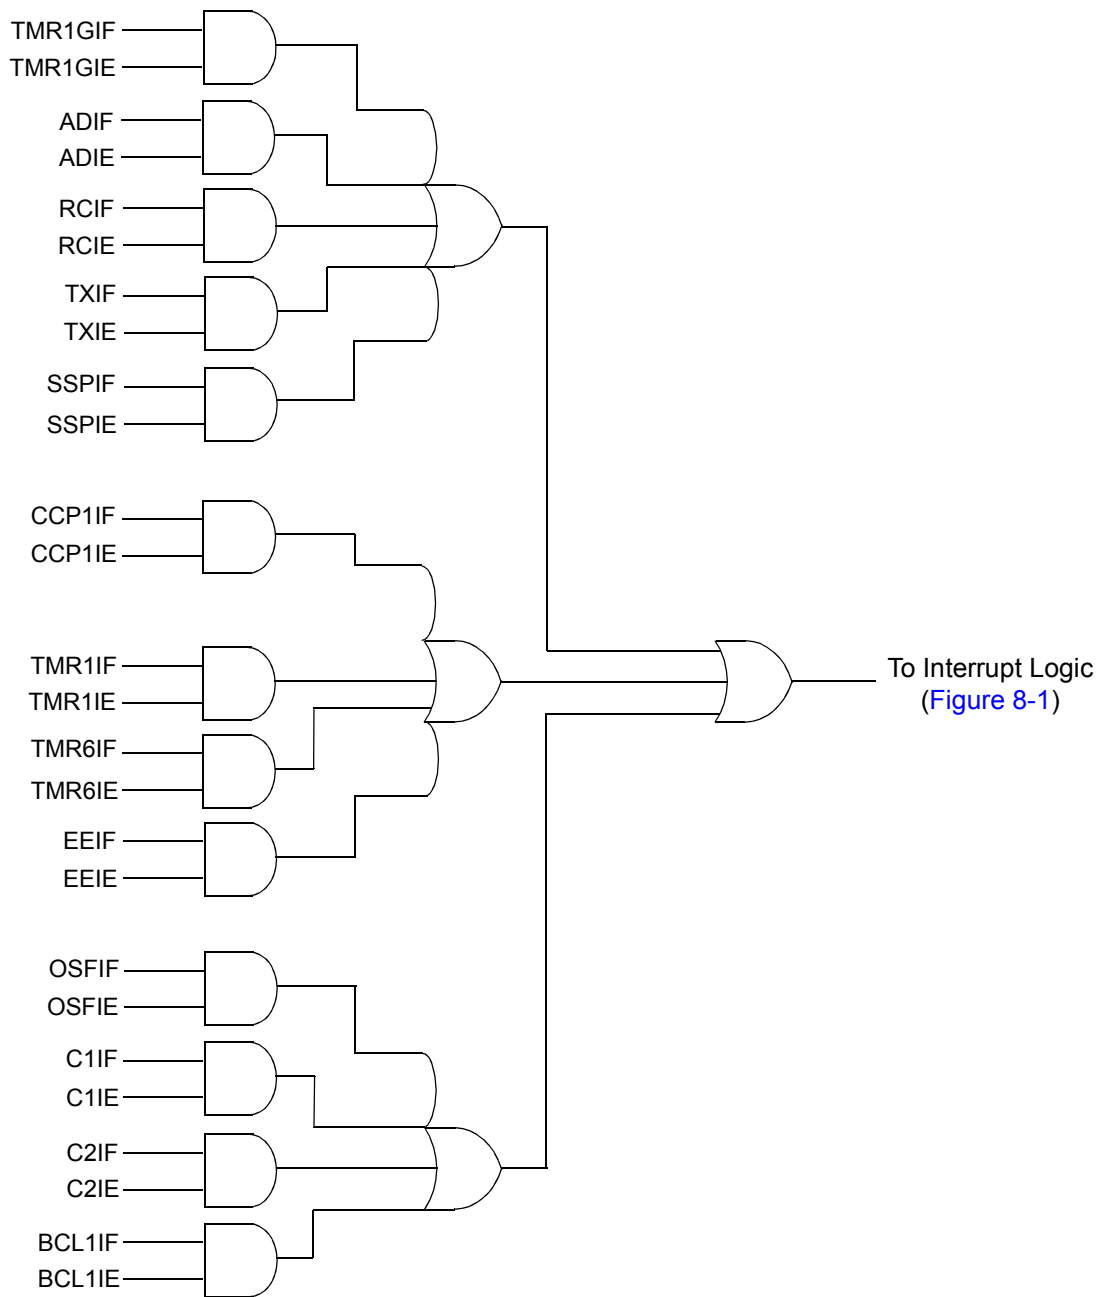 TMR1GIF
TMR1GIE
ADIF
ADIE
RCIF
RCIE
TXIF
TXIE
SSPIF
SSPIE
CCP1IF
CCP1IE
TMR1IF
TMR1IE
To Interrupt Logic
(Figure 8-1)
TMR6IF
TMR6IE
EEIF
EEIE
OSFIF
OSFIE
C1IF
C1IE
C2IF
C2IE
BCL1IF
BCL1IE